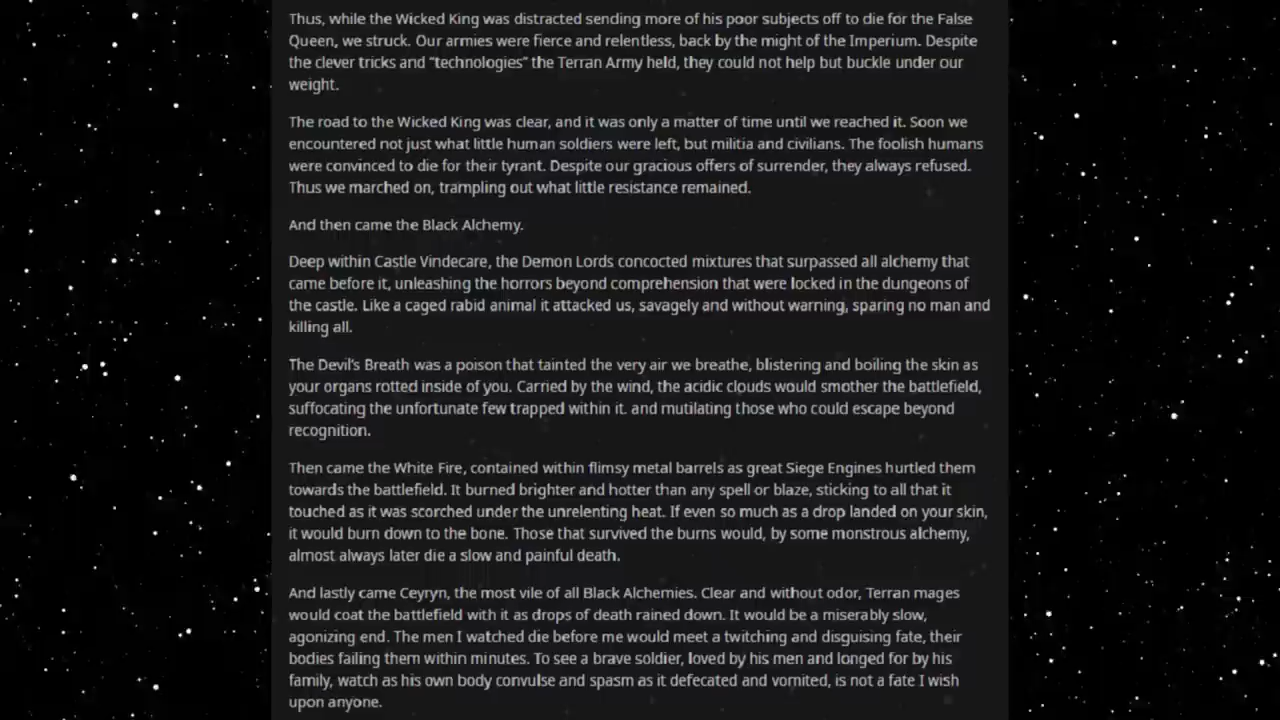 Thus, while the Wicked King was distracted sending more of his poor subjects off to die for the False
Queen, we struck. Our armies were fierce and relentless, back by the might of the Imperium. Despite
the clever tricks and “technologies” the Terran Army held, they could not help but buckle under our
weight.
The road to the Wicked King was clear, and it was only a matter of time until we reached it. Soon we
encountered not just what little human soldiers were left, but militia and civilians. The foolish humans
were convinced to die for their tyrant. Despite our gracious offers of surrender, they always refused.
Thus we marched on, trampling out what little resistance remained.
And then came the Black Alchemy.
Deep within Castle Vindecare, the Demon Lords concocted mixtures that surpassed all alchemy that
came before it, unleashing the horrors beyond comprehension that were locked in the dungeons of
the castle. Like a caged rabid animal it attacked us, savagely and without warning, sparing no man and
killing all.
The Devil's Breath was a poison that tainted the very air we breathe, blistering and boiling the skin as
your organs rotted inside of you. Carried by the wind, the acidic clouds would smother the battlefield,
suffocating the unfortunate few trapped within it. and mutilating those who could escape beyond
recognition.
Then came the White Fire, contained within flimsy metal barrels as great Siege Engines hurtled them
towards the battlefield. It burned brighter and hotter than any spell or blaze, sticking to all that it
touched as it was scorched under the unrelenting heat. If even so much as a drop landed on your skin,
it would burn down to the bone. Those that survived the burns would, by some monstrous alchemy,
almost always later die a slow and painful death.
And lastly came Ceyryn, the most vile of all Black Alchemies. Clear and without odor, Terran mages
would coat the battlefield with it as drops of death rained down. It would be a miserably slow,
agonizing end. The men I watched die before me would meet a twitching and disguising fate, their
bodies failing them within minutes. To see a brave soldier, loved by his men and longed for by his
family, watch as his own body convulse and spasm as it defecated and vomited, is not a fate I wish
upon anyone.